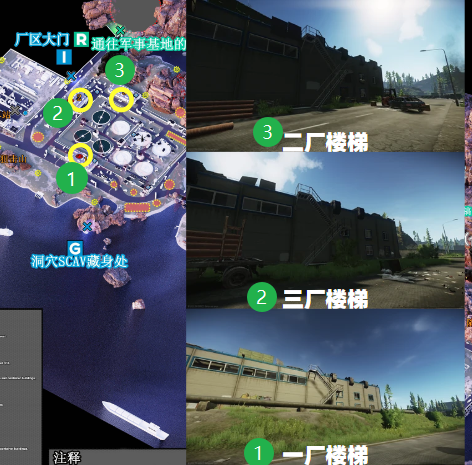 厂区大门 R
I
通往军事基地的
3
2
1
G
洞穴SCAV藏身处
注释
3 二厂楼梯
2 三厂楼梯
1 一厂楼梯